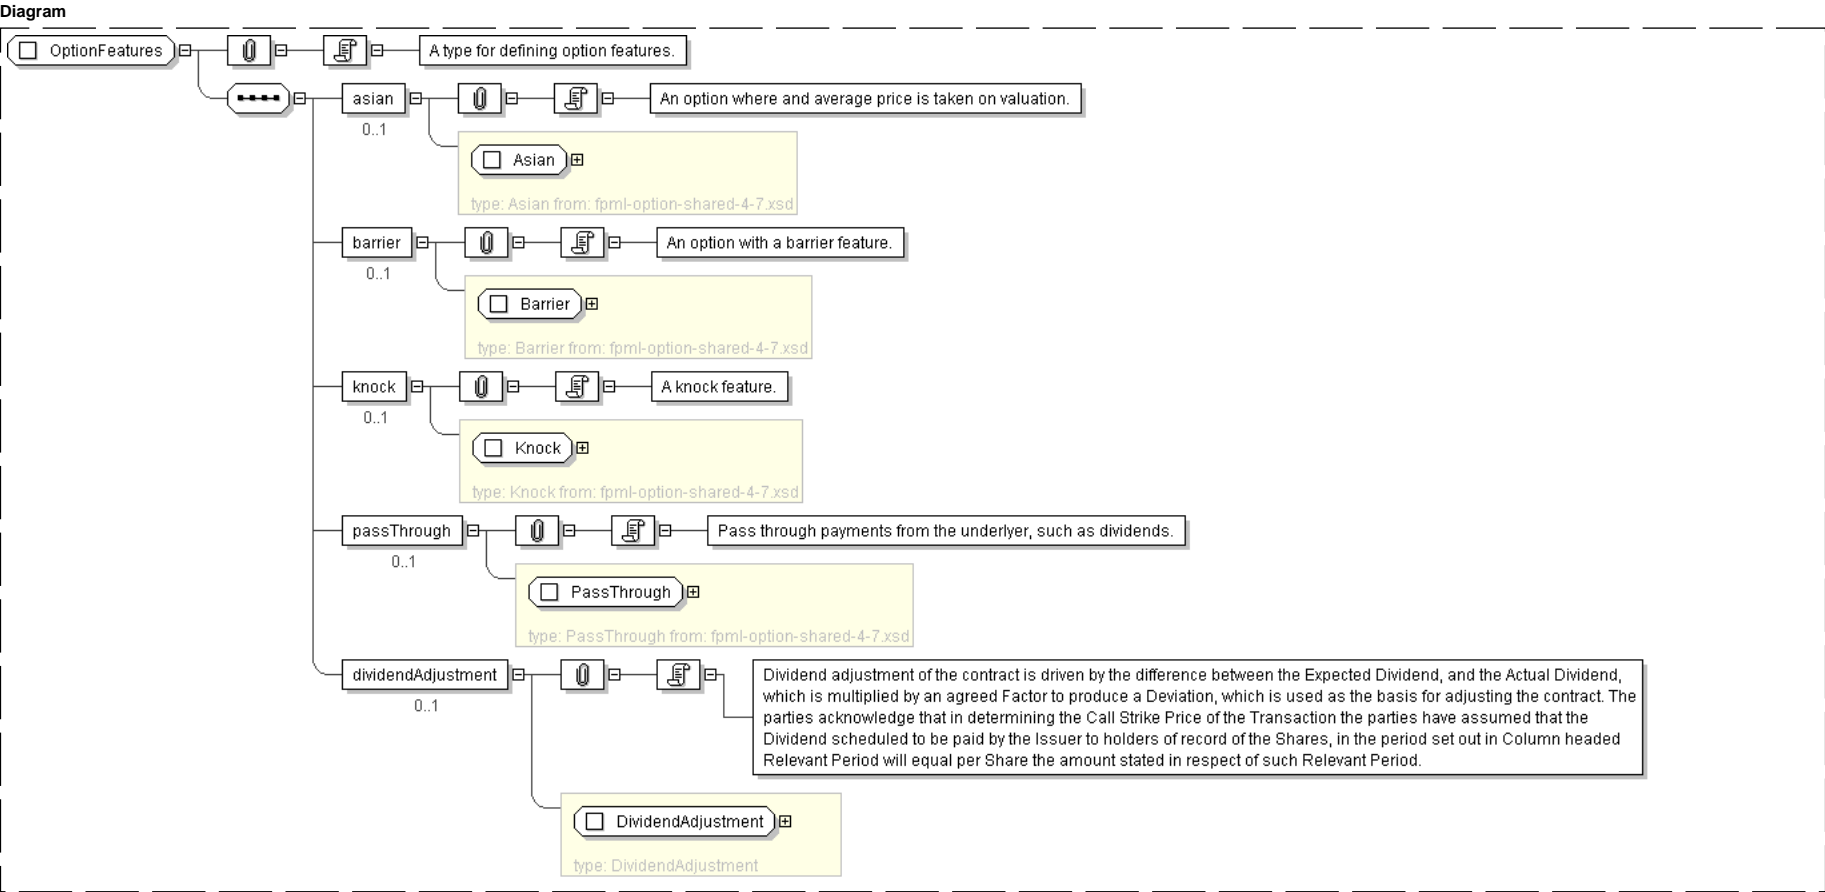 Diagram
OptionFeatures
A type for defining option features.
asian
An option where and average price is taken on valuation.
0..1
Asian
type: Asian from: fpml-option-shared-4-7.xsd
barrier
An option with a barrier feature.
0..1
Barrier
type: Barrier from: fpml-option-shared-4-7.xsd
knock
A knock feature.
0..1
Knock
type: Knock from: fpml-option-shared-4-7.xsd
passThrough
Pass through payments from the underlyer, such as dividends.
0..1
PassThrough
type: PassThrough from: fpml-option-shared-4-7.xsd
dividendAdjustment
0..1
Dividend adjustment of the contract is driven by the difference between the Expected Dividend, and the Actual Dividend,
which is multiplied by an agreed Factor to produce a Deviation, which is used as the basis for adjusting the contract. The
parties acknowledge that in determining the Call Strike Price of the Transaction the parties have assumed that the
Dividend scheduled to be paid by the Issuer to holders of record of the Shares, in the period set out in Column headed
Relevant Period will equal per Share the amount stated in respect of such Relevant Period.
DividendAdjustment
type: DividendAdjustment